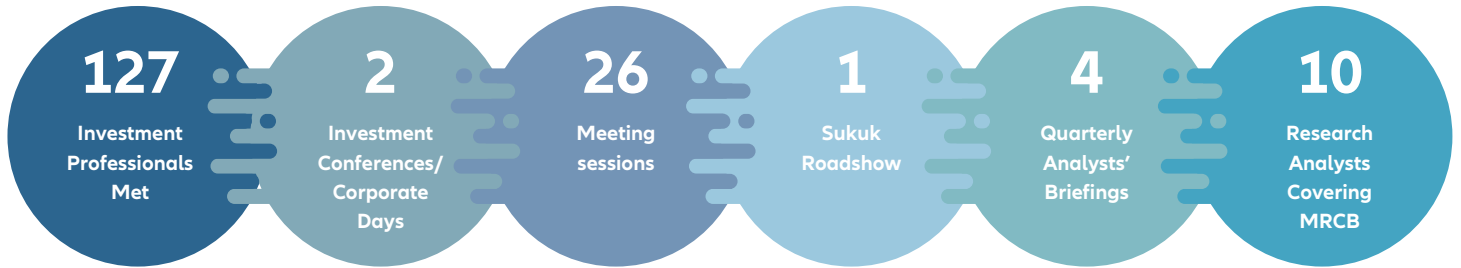 127
Investment
Professionals
Met
2
Investment
Conferences/
Corporate
Days
26
Meeting
sessions
1
Sukuk
Roadshow
4
Quarterly
Analysts’
Briefings
10
Research
Analysts
Covering
MRCB